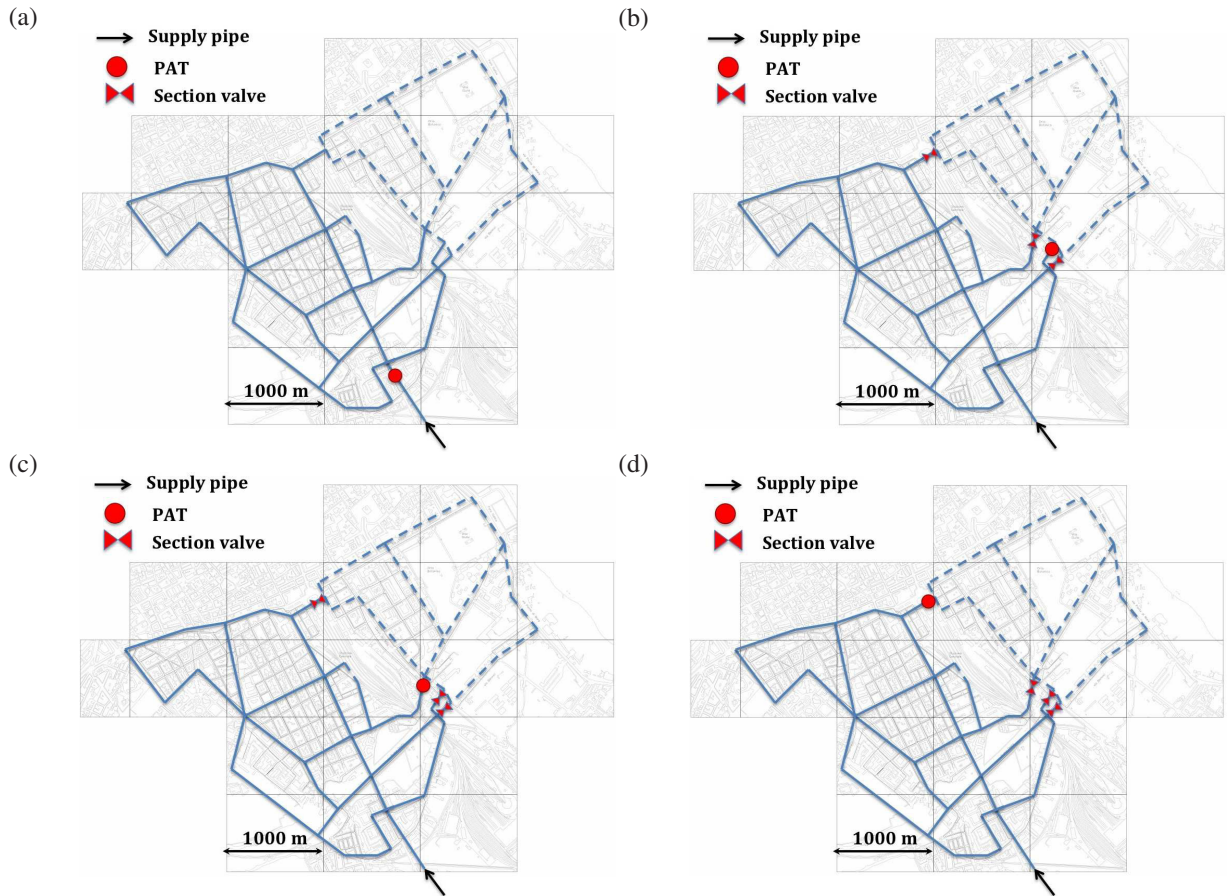 (a)
Supply pipe
PAT
Section valve
1000 m
(b)
Supply pipe
PAT
Section valve
1000 m
(c)
Supply pipe
PAT
Section valve
1000 m
(d)
Supply pipe
PAT
Section valve
1000 m